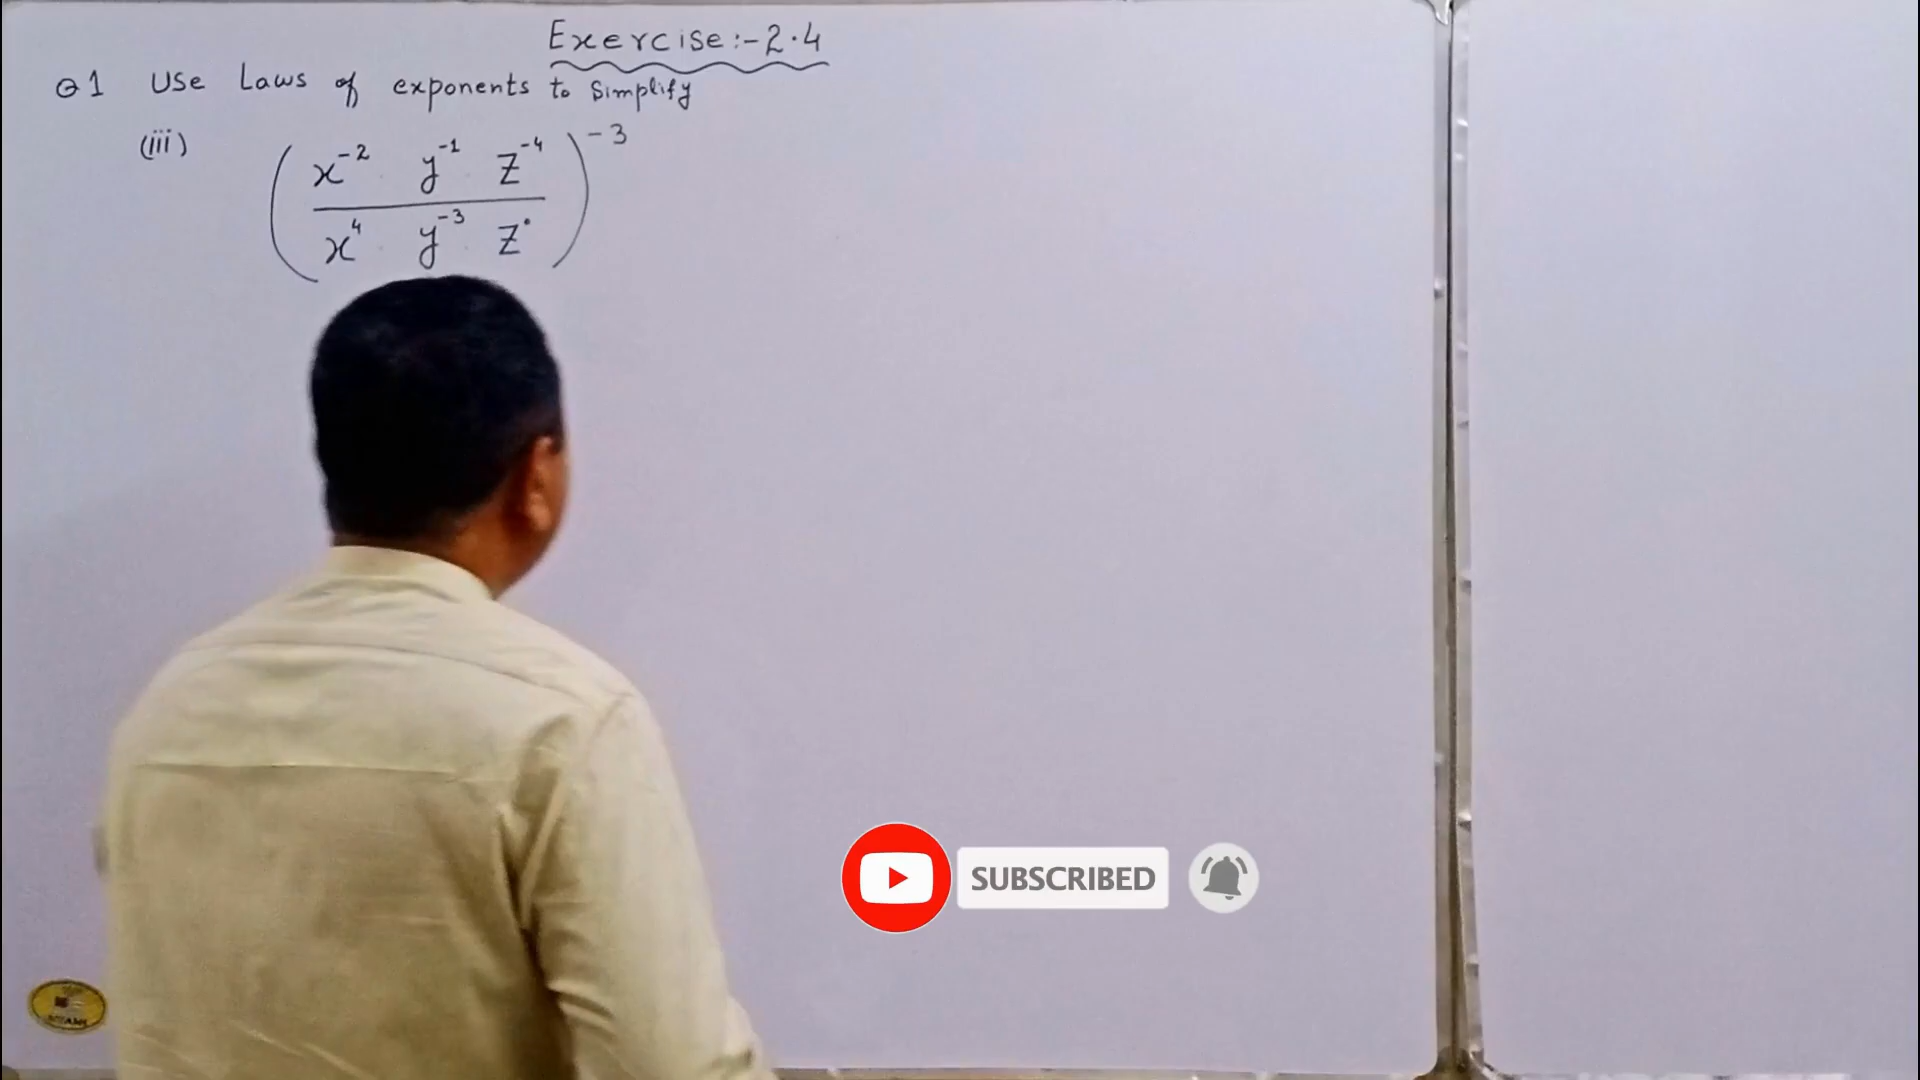 Exercise:-2.4
Q1 Use Laws of exponents to Simplify
(iii) (x⁻² y⁻¹ z⁻⁴ / x⁴ y⁻³ z⁰)⁻³
SUBSCRIBED